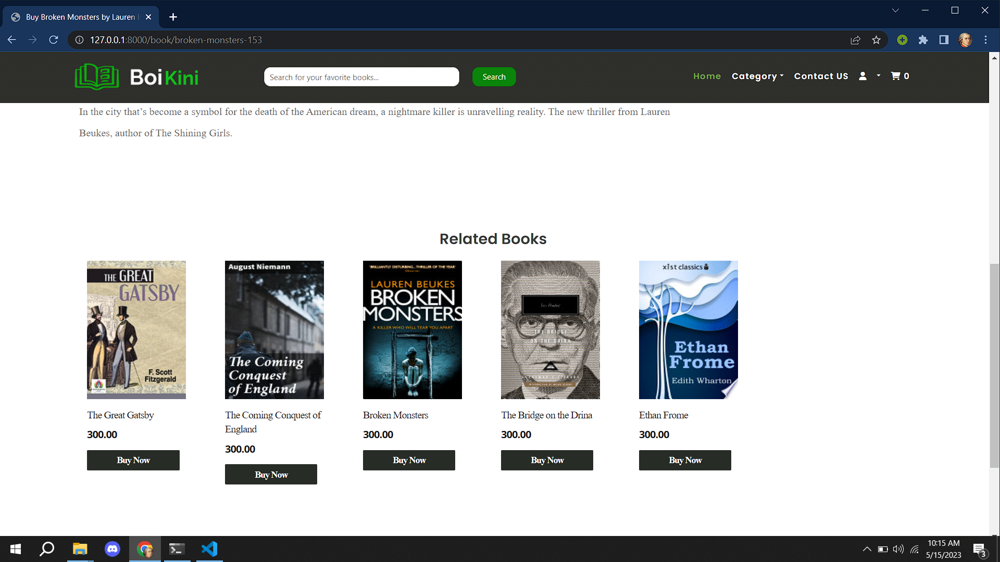 Buy Broken Monsters by Lauren
127.0.0.1:8000/book/broken-monsters-153
BoiKini
Search for your favorite books...
Search
Home
Category
Contact US
0
In the city that’s become a symbol for the death of the American dream, a nightmare killer is unravelling reality. The new thriller from Lauren
Beukes, author of The Shining Girls.
Related Books
THE GREAT
GATSBY
F. Scott
Fitzgerald
August Niemann
The Coming
Conquest
of England
'BRILLIANTLY DISTURBING... THRILLER OF THE YEAR'
LAUREN BEUKES
BROKEN
MONSTERS
A KILLER WHO WILL TEAR YOU APART
THE BRIDGE
ON THE DRINA
xist classics
Ethan
Frome
Edith Wharton
The Great Gatsby
300.00
Buy Now
The Coming Conquest of
England
300.00
Buy Now
Broken Monsters
300.00
Buy Now
The Bridge on the Drina
300.00
Buy Now
Ethan Frome
300.00
Buy Now
10:15 AM
5/15/2023
3